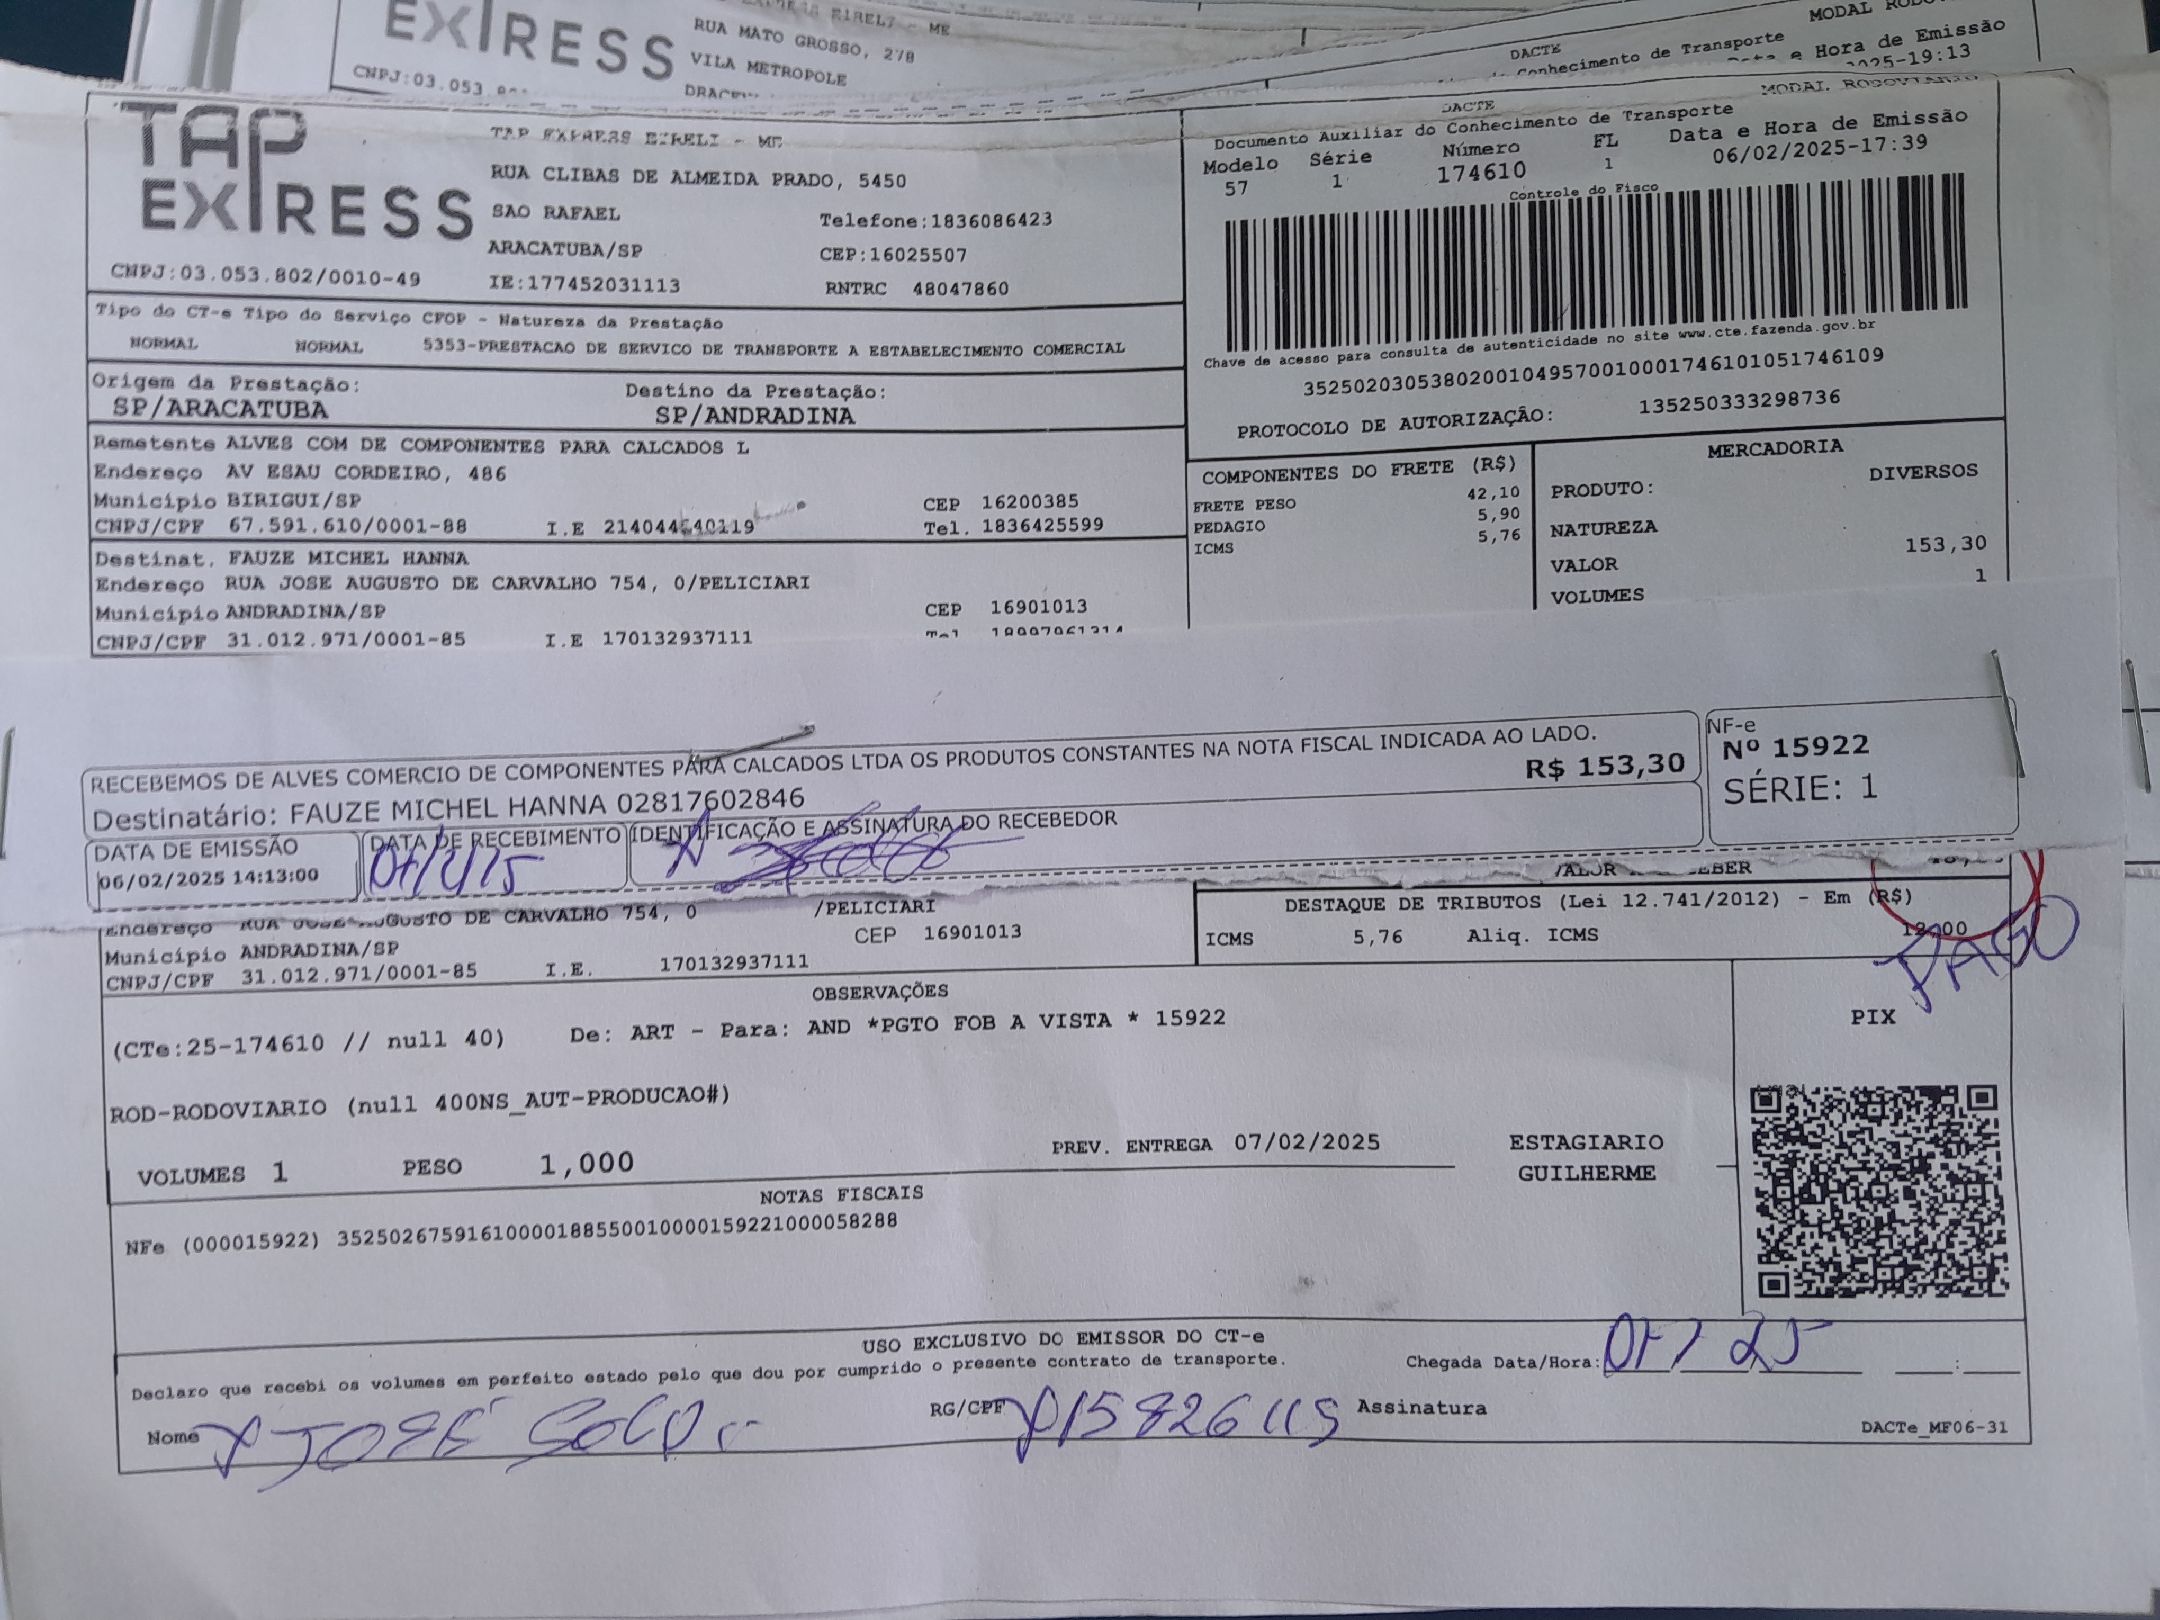 EXPRESS
RUA MATO GROSSO, 278
VILA METROPOLE
CNPJ:03.053
DACTE
Conhecimento de Transporte
e Hora de Emissão
2025-19:13
TAP EXPRESS
TAP EXPRESS EIRELI - ME
RUA CLIBAS DE ALMEIDA PRADO, 5450
SAO RAFAEL
Telefone:1836086423
ARACATUBA/SP
CEP:16025507
CNPJ:03.053.802/0010-49
IE:177452031113
RNTRC 48047860
DACTE
MODAL RODOVIARIO
Documento Auxiliar do Conhecimento de Transporte
Modelo Série Número FL Data e Hora de Emissão
57 1 174610 1 06/02/2025-17:39
Controle do Fisco
Chave de acesso para consulta de autenticidade no site www.cte.fazenda.gov.br
35250203053802001049570010001746101051746109
PROTOCOLO DE AUTORIZAÇÃO: 135250333298736
Tipo do CT-e Tipo do Serviço CFOP - Natureza da Prestação
NORMAL NORMAL 5353-PRESTACAO DE SERVICO DE TRANSPORTE A ESTABELECIMENTO COMERCIAL
Origem da Prestação: Destino da Prestação:
SP/ARACATUBA SP/ANDRADINA
Remetente ALVES COM DE COMPONENTES PARA CALCADOS L
Endereço AV ESAU CORDEIRO, 486
Município BIRIGUI/SP CEP 16200385
CNPJ/CPF 67.591.610/0001-88 I.E Tel. 1836425599
Destinat. FAUZE MICHEL HANNA
Endereço RUA JOSE AUGUSTO DE CARVALHO 754, 0/PELICIARI
Município ANDRADINA/SP CEP 16901013
CNPJ/CPF 31.012.971/0001-85 I.E 170132937111
COMPONENTES DO FRETE (R$)
FRETE PESO 42,10
PEDAGIO 5,90
ICMS 5,76
MERCADORIA
PRODUTO: DIVERSOS
NATUREZA
VALOR 153,30
VOLUMES 1
RECEBEMOS DE ALVES COMERCIO DE COMPONENTES PARA CALCADOS LTDA OS PRODUTOS CONSTANTES NA NOTA FISCAL INDICADA AO LADO.
R$ 153,30
Destinatário: FAUZE MICHEL HANNA 02817602846
NF-e
Nº 15922
SÉRIE: 1
DATA DE EMISSÃO
06/02/2025 14:13:00
DATA DE RECEBIMENTO
IDENTIFICAÇÃO E ASSINATURA DO RECEBEDOR
Endereço RUA JOSE AUGUSTO DE CARVALHO 754, 0 /PELICIARI
Município ANDRADINA/SP CEP 16901013
CNPJ/CPF 31.012.971/0001-85 I.E. 170132937111
DESTAQUE DE TRIBUTOS (Lei 12.741/2012) - Em (R$)
ICMS 5,76 Aliq. ICMS 12,00
PAGO
OBSERVAÇÕES
(CTe:25-174610 // null 40) De: ART - Para: AND *PGTO FOB A VISTA * 15922
ROD-RODOVIARIO (null 400NS_AUT-PRODUCAO#)
VOLUMES 1 PESO 1,000
PREV. ENTREGA 07/02/2025
ESTAGIARIO
GUILHERME
PIX
NOTAS FISCAIS
NFe (000015922) 35250267591610000188550010000159221000058288
USO EXCLUSIVO DO EMISSOR DO CT-e
Declaro que recebi os volumes em perfeito estado pelo que dou por cumprido o presente contrato de transporte.
Chegada Data/Hora:
Nome JOSÉ
RG/CPF
Assinatura
DACTe_MF06-31